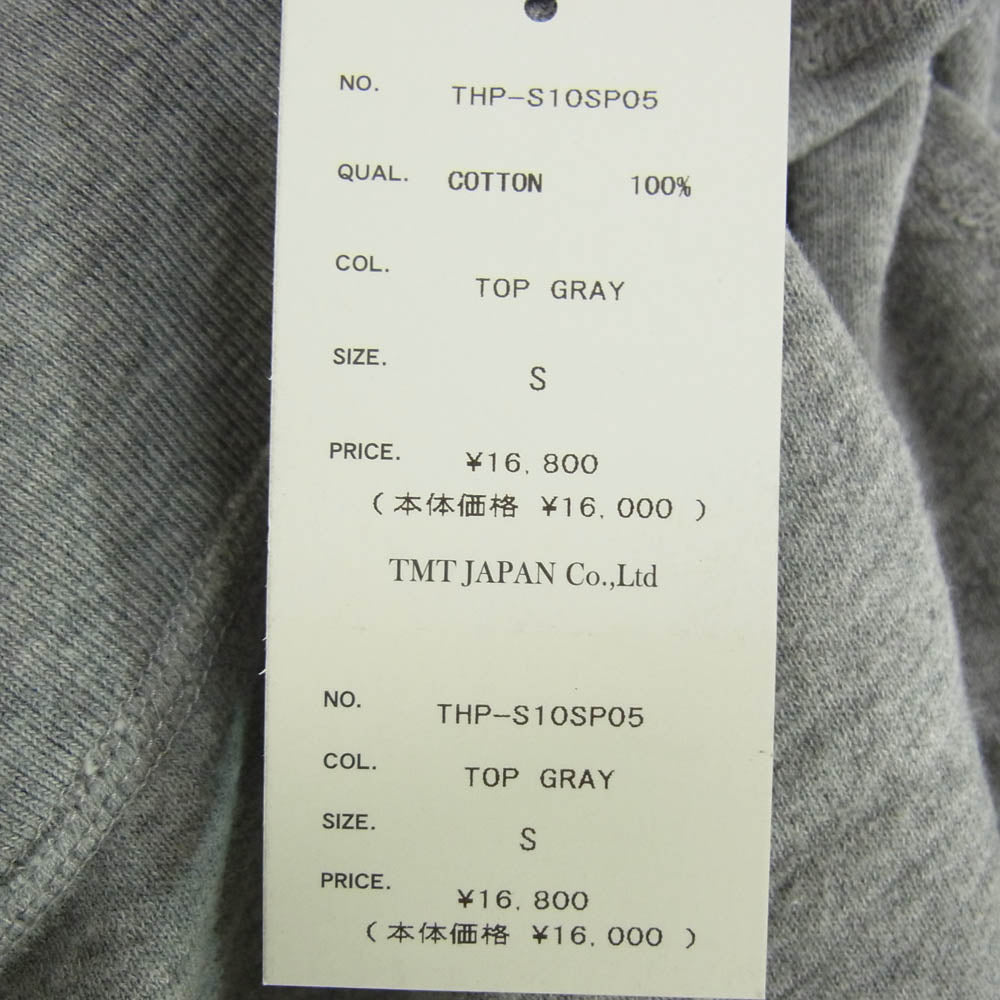 NO. THP-S10SP05
QUAL. COTTON 100%
COL. TOP GRAY
SIZE. S
PRICE. ¥16,800
(本体価格 ¥16,000)
TMT JAPAN Co.,Ltd
NO. THP-S10SP05
COL. TOP GRAY
SIZE. S
PRICE. ¥16,800
(本体価格 ¥16,000)